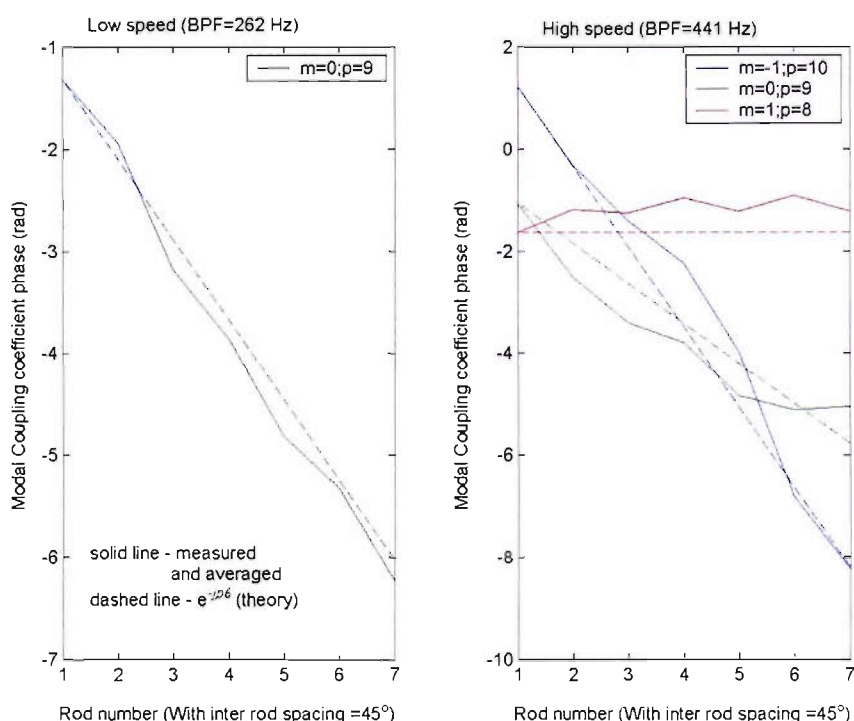 Low speed (BPF=262 Hz)
-1
-2
-3
-4
-5
-6
-7
m=0;p=9
Modal Coupling coefficient phase (rad)
solid line - measured
and averaged
dashed line - e (theory)
1 2 3 4 5 6 7
Rod number (With inter rod spacing =45°)
High speed (BPF=441 Hz)
2
0
-2
-4
-6
-8
-10
m=-1;p=10
m=0;p=9
m=1;p=8
Modal Coupling coefficient phase (rad)
1 2 3 4 5 6 7
Rod number (With inter rod spacing =45°)